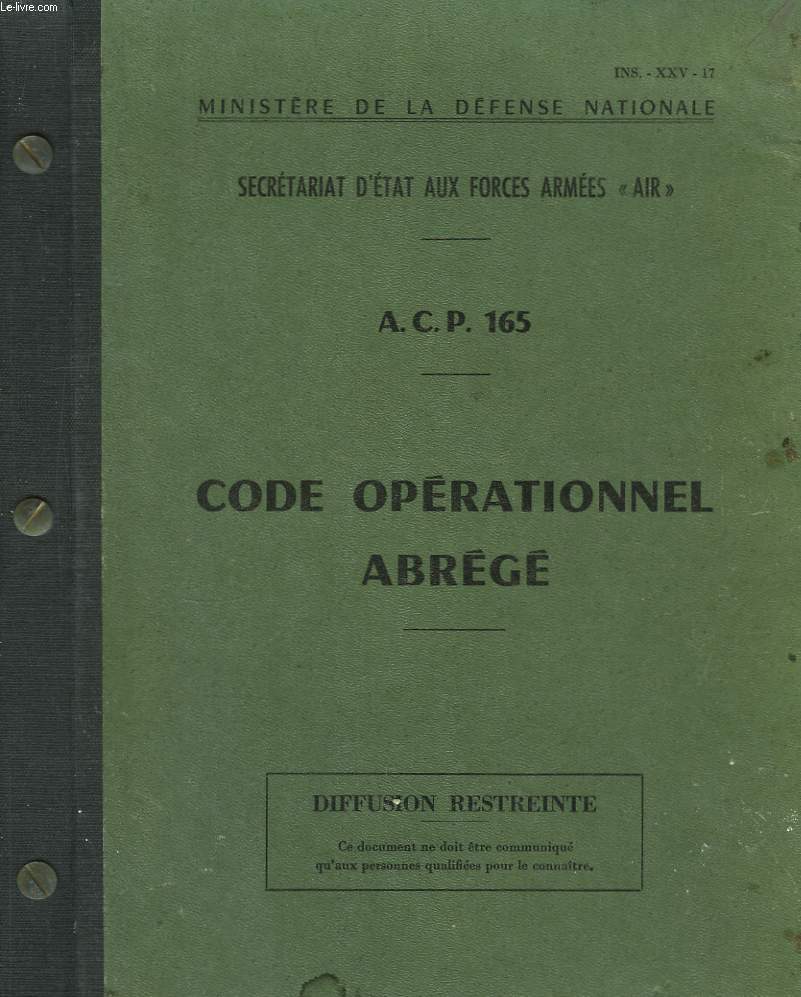 Le-livre.com
INS. - XXV - 17
MINISTÈRE DE LA DÉFENSE NATIONALE
SECRÉTARIAT D'ÉTAT AUX FORCES ARMÉES « AIR »
A. C. P. 165
CODE OPÉRATIONNEL
ABRÉGÉ
DIFFUSION RESTREINTE
Ce document ne doit être communiqué
qu'aux personnes qualifiées pour le connaître.